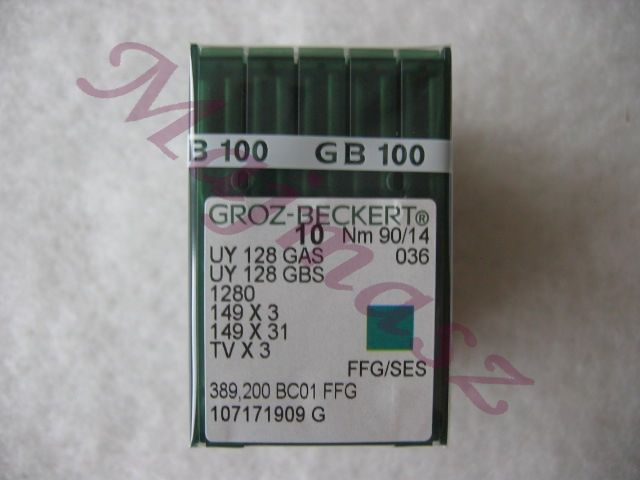 B 100 GB 100
GROZ-BECKERT®
10 Nm 90/14
UY 128 GAS 036
UY 128 GBS
1280
149 X 3
149 X 31
TV X 3
FFG/SES
389,200 BC01 FFG
107171909 G
Majmasz